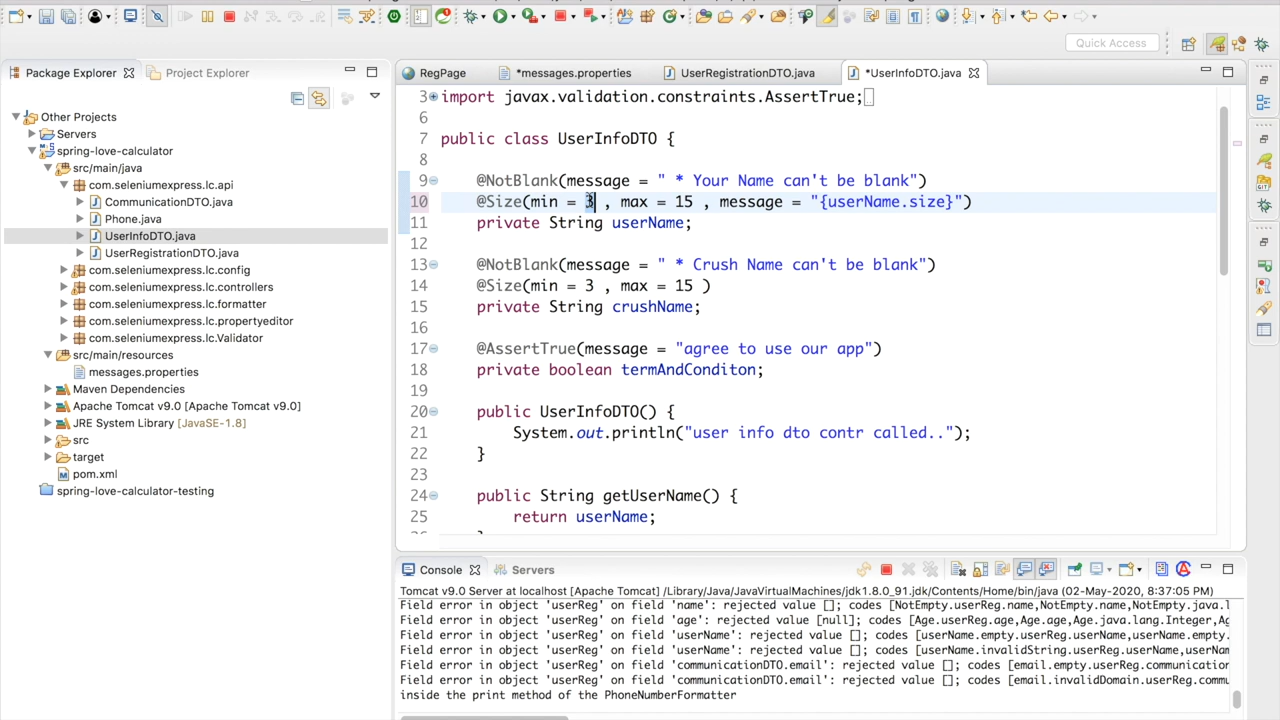 Quick Access
Package Explorer
Project Explorer
Other Projects
Servers
spring-love-calculator
src/main/java
com.seleniumexpress.lc.api
CommunicationDTO.java
Phone.java
UserInfoDTO.java
UserRegistrationDTO.java
com.seleniumexpress.lc.config
com.seleniumexpress.lc.controllers
com.seleniumexpress.lc.formatter
com.seleniumexpress.lc.propertyeditor
com.seleniumexpress.lc.Validator
src/main/resources
messages.properties
Maven Dependencies
Apache Tomcat v9.0 [Apache Tomcat v9.0]
JRE System Library [JavaSE-1.8]
src
target
pom.xml
spring-love-calculator-testing
RegPage
*messages.properties
UserRegistrationDTO.java
*UserInfoDTO.java
3 import javax.validation.constraints.AssertTrue;
6
7 public class UserInfoDTO {
8
9 @NotBlank(message = " * Your Name can't be blank")
10 @Size(min = 3 , max = 15 , message = "{userName.size}")
11 private String userName;
12
13 @NotBlank(message = " * Crush Name can't be blank")
14 @Size(min = 3 , max = 15 )
15 private String crushName;
16
17 @AssertTrue(message = "agree to use our app")
18 private boolean termAndConditon;
19
20 public UserInfoDTO() {
21 System.out.println("user info dto contr called..");
22 }
23
24 public String getUserName() {
25 return userName;
Console
Servers
Tomcat v9.0 Server at localhost [Apache Tomcat] /Library/Java/JavaVirtualMachines/jdk1.8.0_91.jdk/Contents/Home/bin/java (02-May-2020, 8:37:05 PM)
Field error in object 'userReg' on field 'name': rejected value []; codes [NotEmpty.userReg.name,NotEmpty.name,NotEmpty.java.l
Field error in object 'userReg' on field 'age': rejected value [null]; codes [Age.userReg.age,Age.age,Age.java.lang.Integer,Ag
Field error in object 'userReg' on field 'userName': rejected value []; codes [userName.empty.userReg.userName,userName.empty.
Field error in object 'userReg' on field 'userName': rejected value []; codes [userName.invalidString.userReg.userName,userNam
Field error in object 'userReg' on field 'communicationDTO.email': rejected value []; codes [email.empty.userReg.communication
Field error in object 'userReg' on field 'communicationDTO.email': rejected value []; codes [email.invalidDomain.userReg.commu
inside the print method of the PhoneNumberFormatter